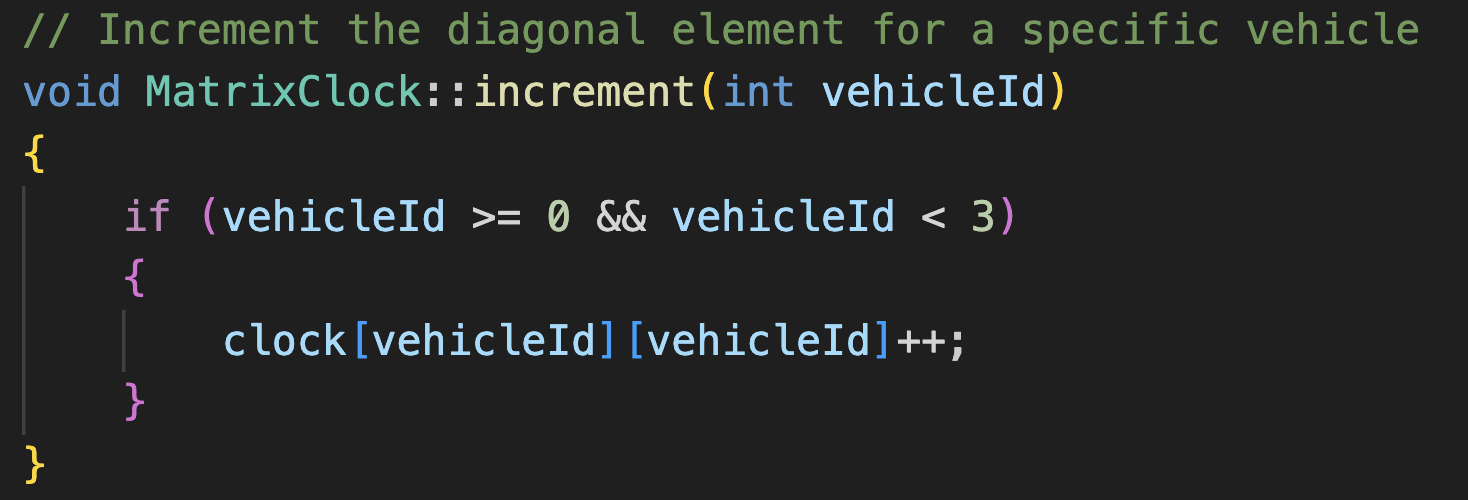 // Increment the diagonal element for a specific vehicle
void MatrixClock::increment(int vehicleId)
{
    if (vehicleId >= 0 && vehicleId < 3)
    {
        clock[vehicleId][vehicleId]++;
    }
}